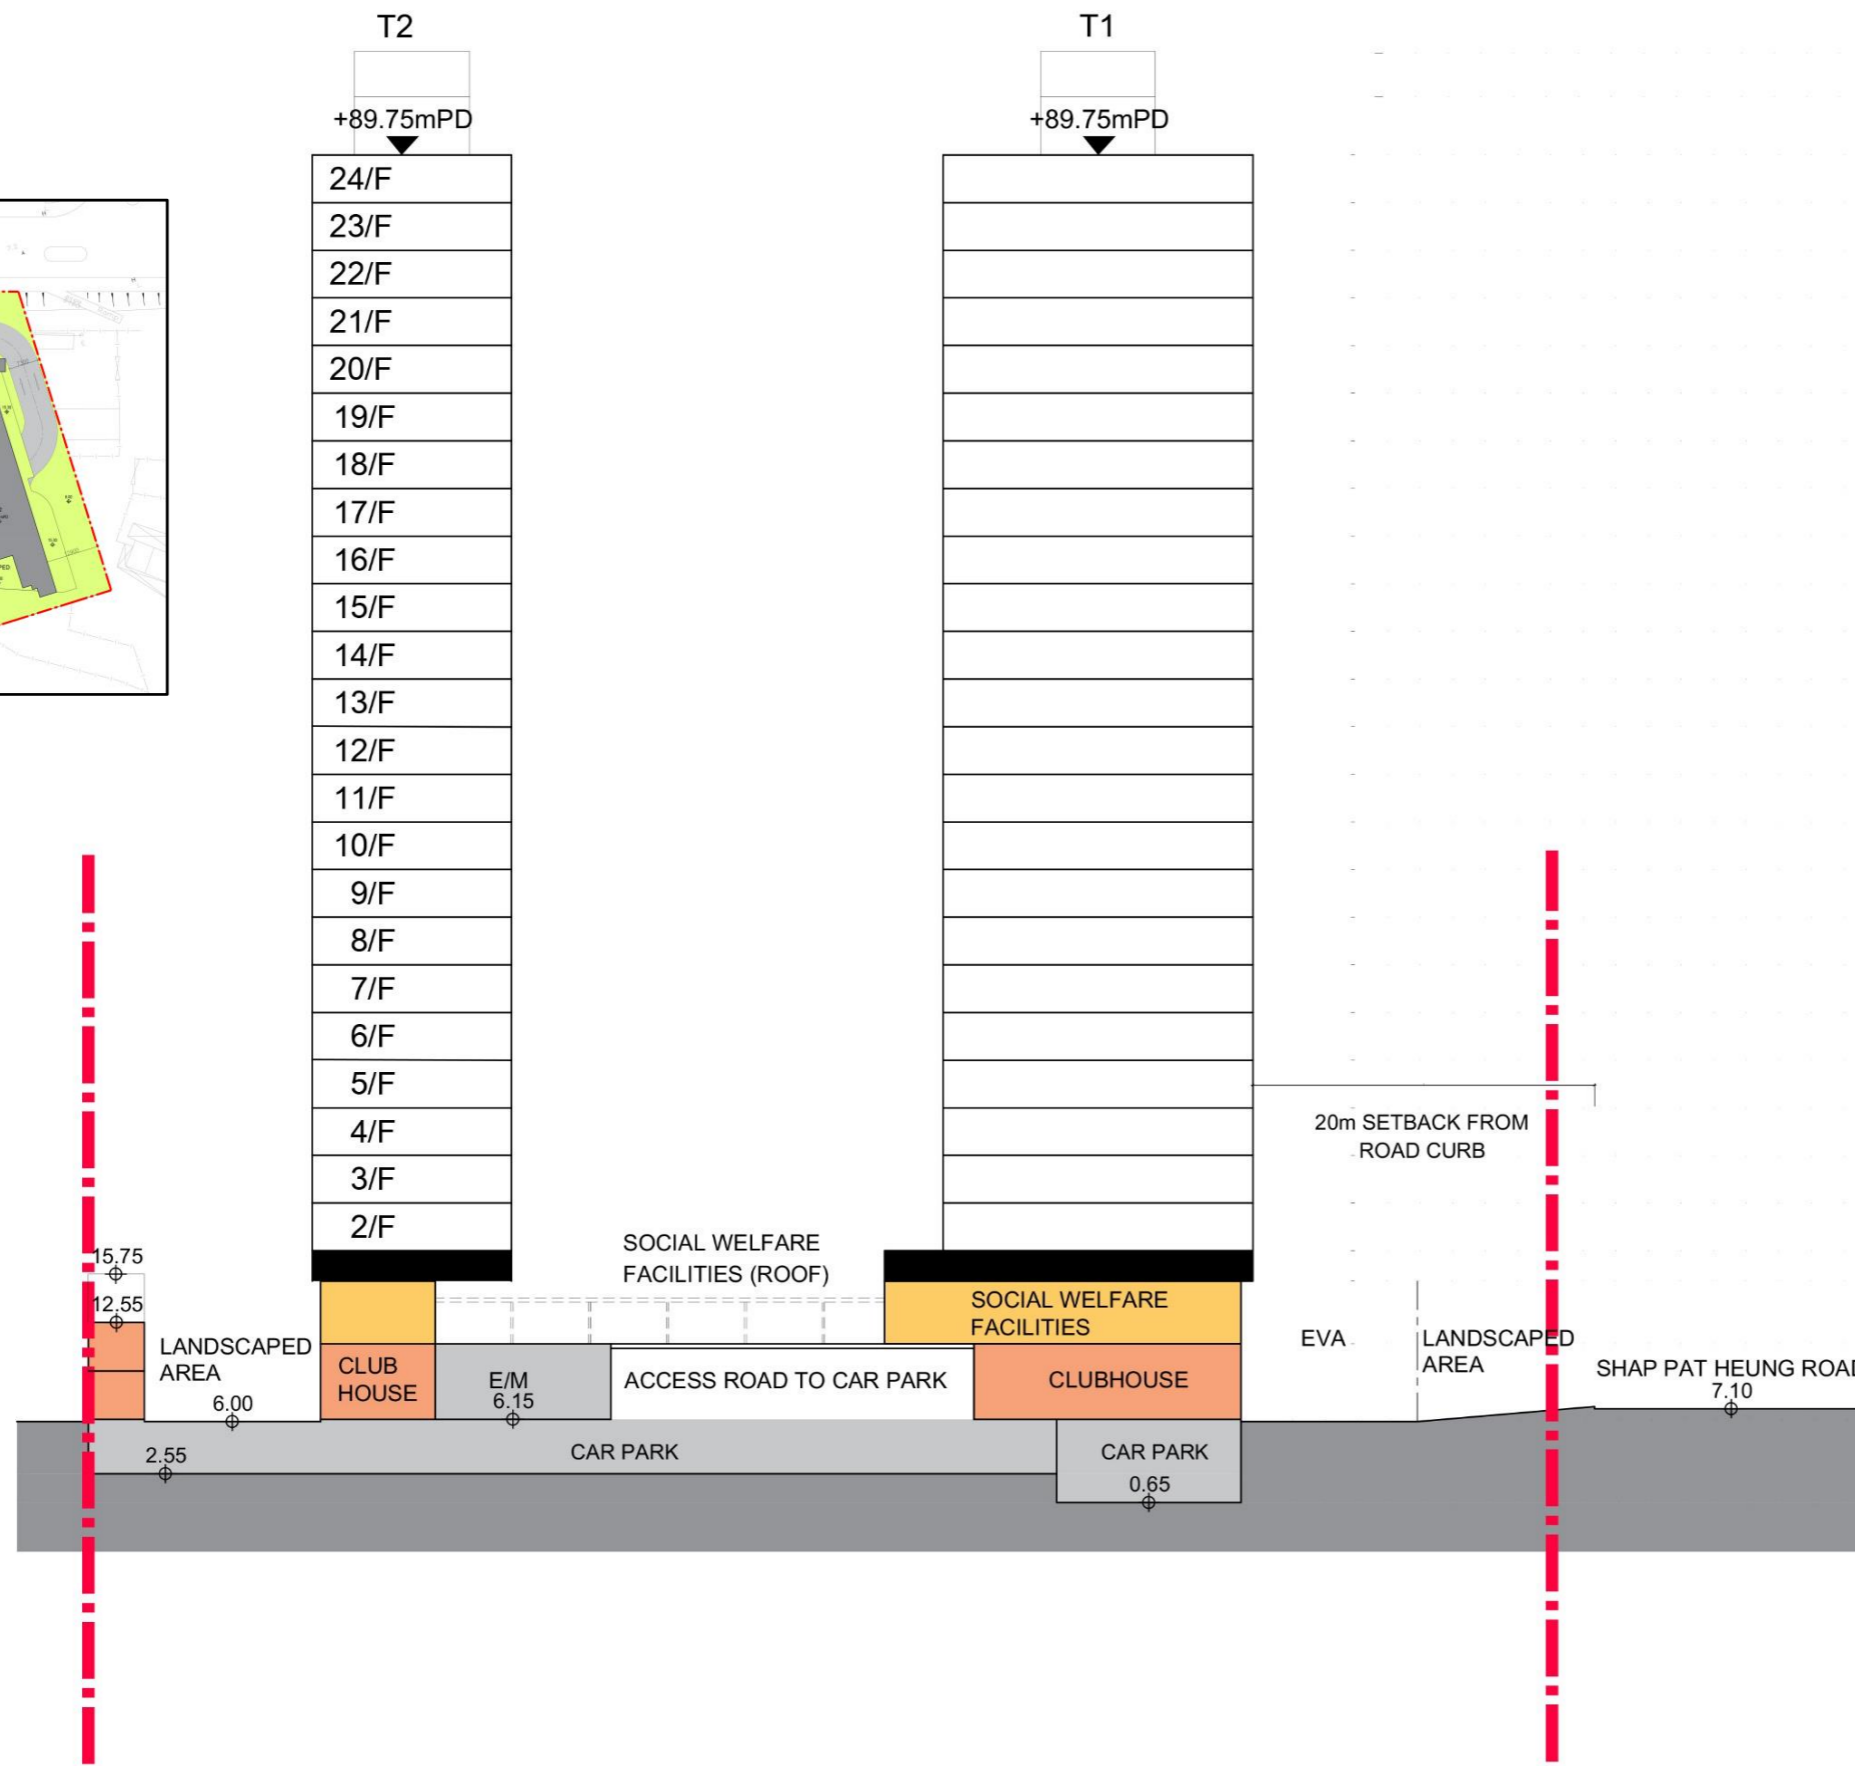 T2
T1
+89.75mPD
+89.75mPD
24/F
23/F
22/F
21/F
20/F
19/F
18/F
17/F
16/F
15/F
14/F
13/F
12/F
11/F
10/F
9/F
8/F
7/F
6/F
5/F
4/F
3/F
2/F
20m SETBACK FROM
ROAD CURB
SOCIAL WELFARE
FACILITIES (ROOF)
15.75
12.55
SOCIAL WELFARE
FACILITIES
LANDSCAPED
AREA
6.00
CLUB
HOUSE
E/M
6.15
ACCESS ROAD TO CAR PARK
CLUBHOUSE
EVA
LANDSCAPED
AREA
SHAP PAT HEUNG ROAD
7.10
2.55
CAR PARK
CAR PARK
0.65